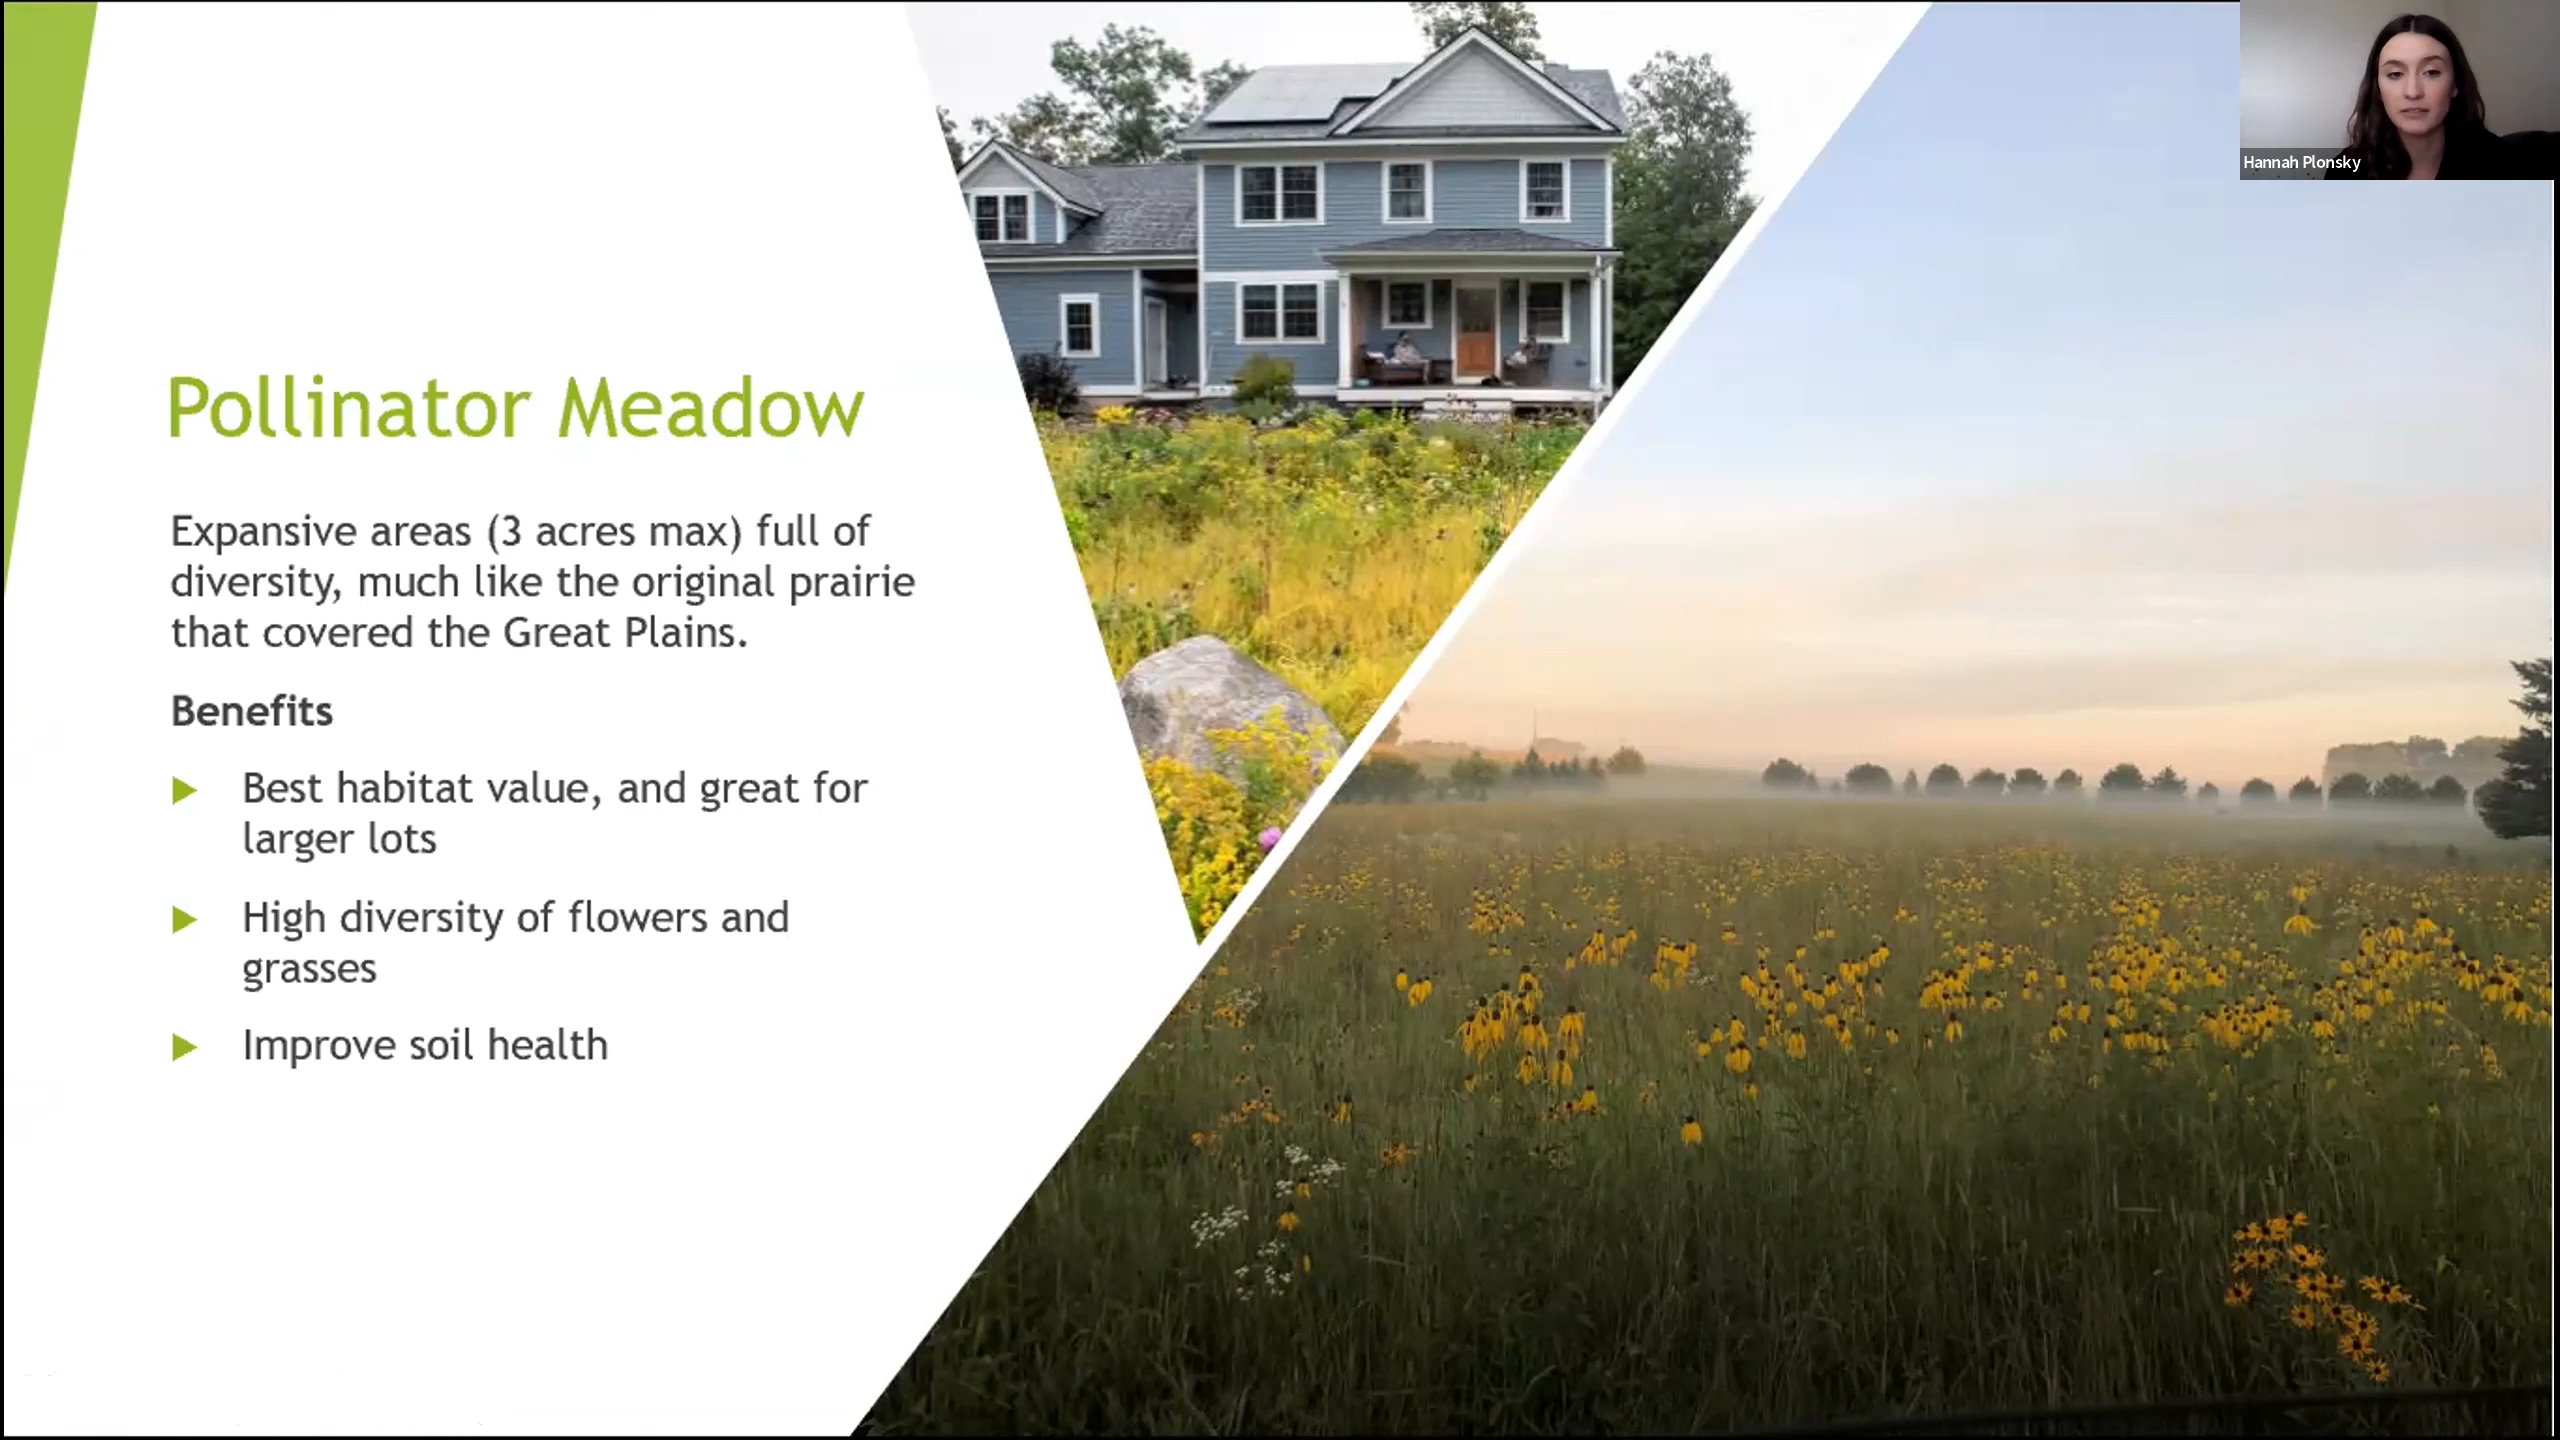 Hannah Plonsky
Pollinator Meadow
Expansive areas (3 acres max) full of
diversity, much like the original prairie
that covered the Great Plains.
Benefits
Best habitat value, and great for
larger lots
High diversity of flowers and
grasses
Improve soil health